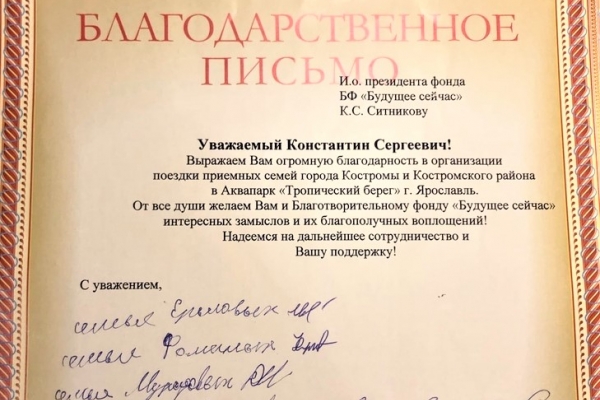 БЛАГОДАРСТВЕННОЕ
ПИСЬМО
И.о. президента фонда
БФ «Будущее сейчас»
К.С. Ситникову
Уважаемый Константин Сергеевич!
Выражаем Вам огромную благодарность в организации
поездки приемных семей города Костромы и Костромского района
в Аквапарк «Тропический берег» г. Ярославль.
От все души желаем Вам и Благотворительному фонду «Будущее сейчас»
интересных замыслов и их благополучных воплощений!
Надеемся на дальнейшее сотрудничество и
Вашу поддержку!
С уважением,
семья
семья Фоминых
семья